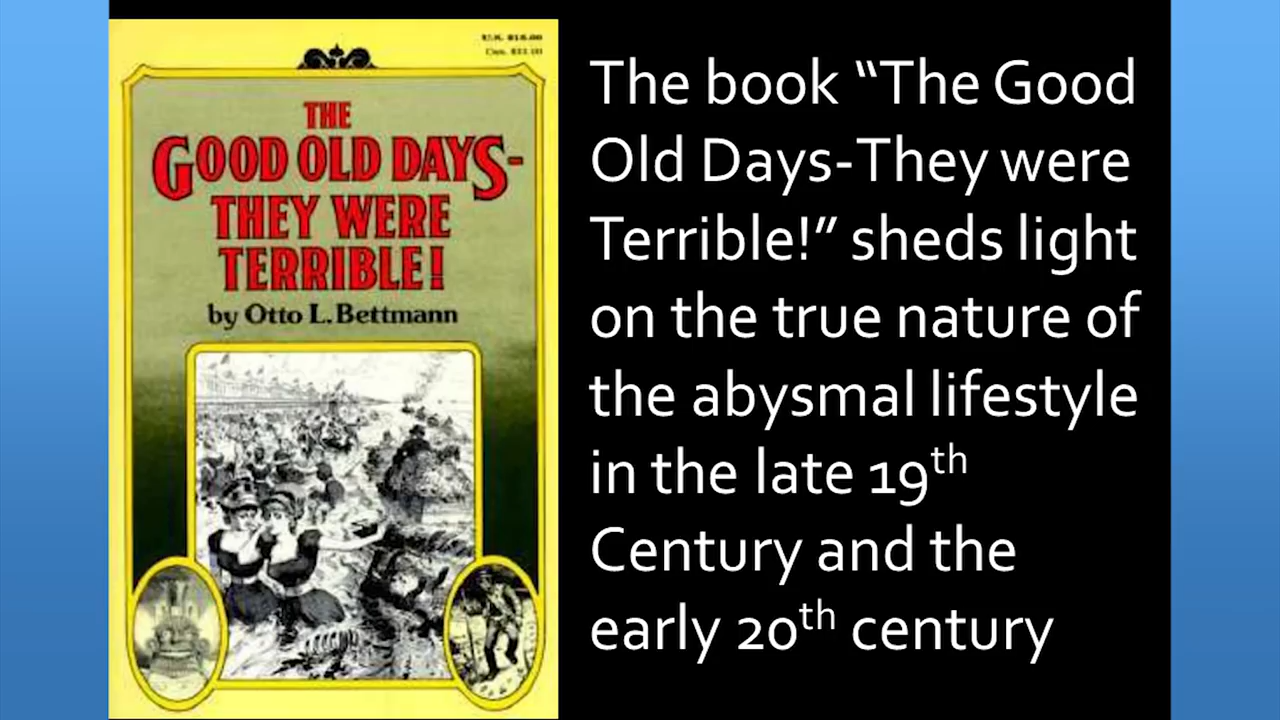 U.S. $18.00
THE
GOOD OLD DAYS-
THEY WERE
TERRIBLE!
by Otto L. Bettmann
The book “The Good
Old Days-They were
Terrible!” sheds light
on the true nature of
the abysmal lifestyle
in the late 19th
Century and the
early 20th century